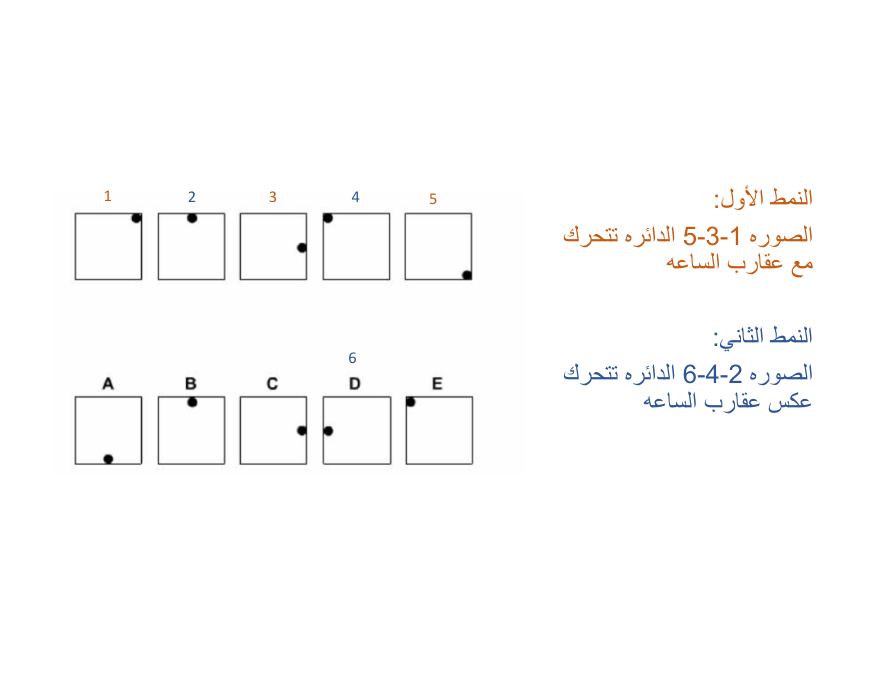 1 2 3 4 5
6
A B C D E
النمط الأول:
الصوره 1-3-5 الدائره تتحرك
مع عقارب الساعه
النمط الثاني:
الصوره 2-4-6 الدائره تتحرك
عكس عقارب الساعه